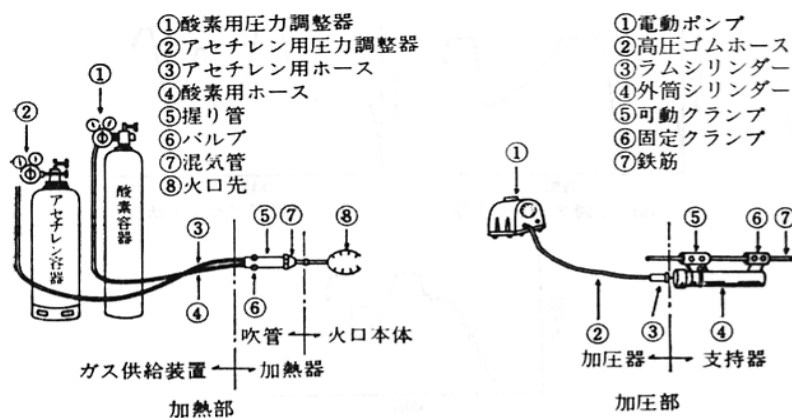 ①酸素用圧力調整器
②アセチレン用圧力調整器
③アセチレン用ホース
④酸素用ホース
⑤握り管
⑥バルブ
⑦混気管
⑧火口先
①
②
アセチレン容器
酸素容器
③
④
⑤
⑦
⑧
⑥
吹管
火口本体
ガス供給装置
加熱器
加熱部
①電動ポンプ
②高圧ゴムホース
③ラムシリンダー
④外筒シリンダー
⑤可動クランプ
⑥固定クランプ
⑦鉄筋
①
⑤
⑥
⑦
②
③
④
加圧器
支持器
加圧部